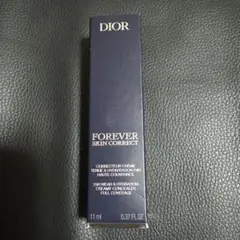 DIOR
FOREVER
SKIN CORRECT
CORRECTEUR CRÈME
TENUE & HYDRATATION 24H
HAUTE COUVRANCE
24H WEAR & HYDRATION
CREAMY CONCEALER
FULL COVERAGE
11 ml 0.37 FL OZ